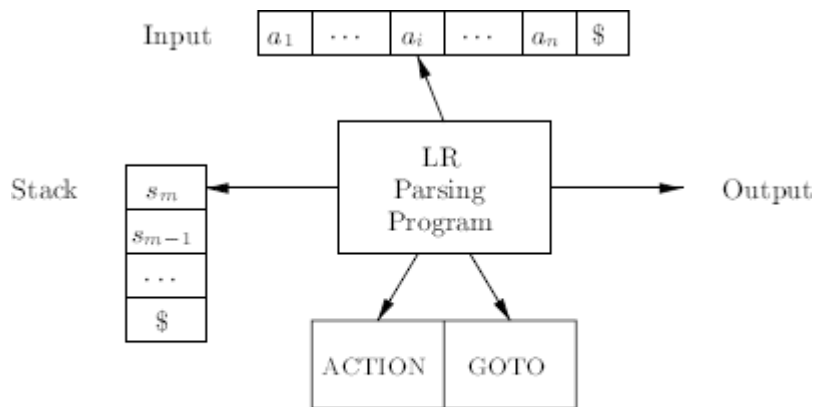 Input a₁ ··· aᵢ ··· aₙ $
LR
Parsing
Program
Stack
sₘ
sₘ₋₁
···
$
Output
ACTION GOTO